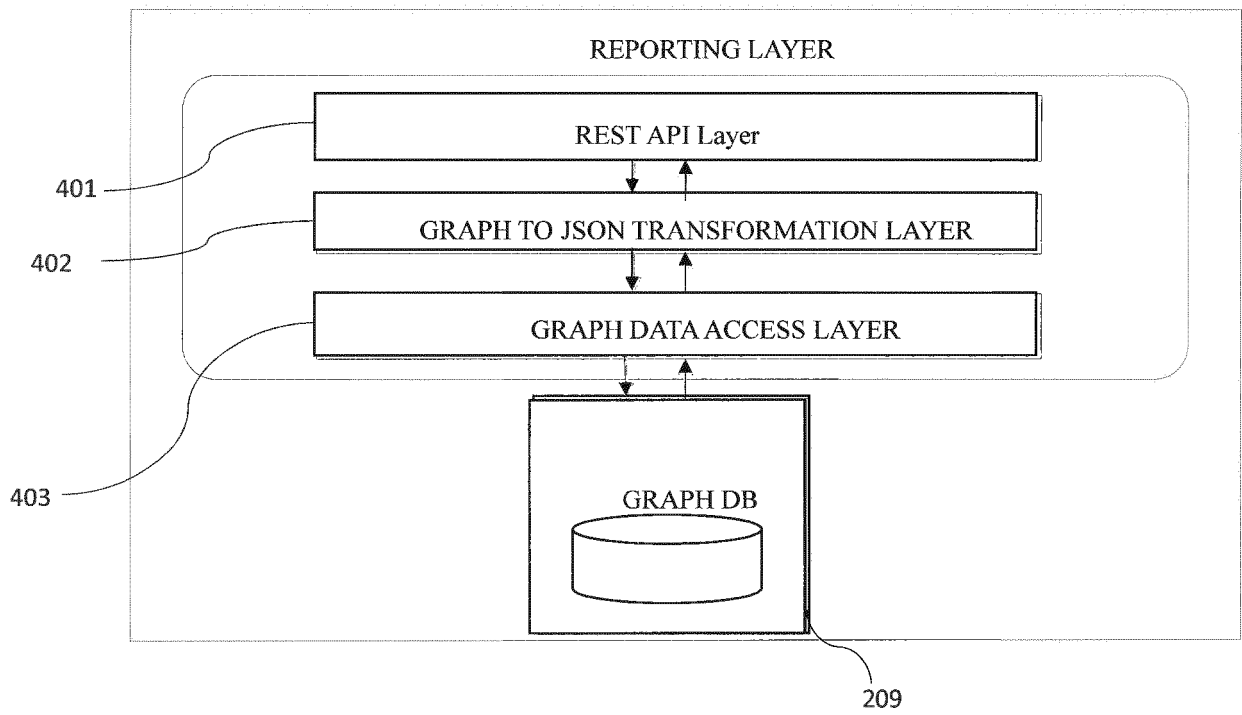 REPORTING LAYER
REST API Layer
401
GRAPH TO JSON TRANSFORMATION LAYER
402
GRAPH DATA ACCESS LAYER
403
GRAPH DB
209